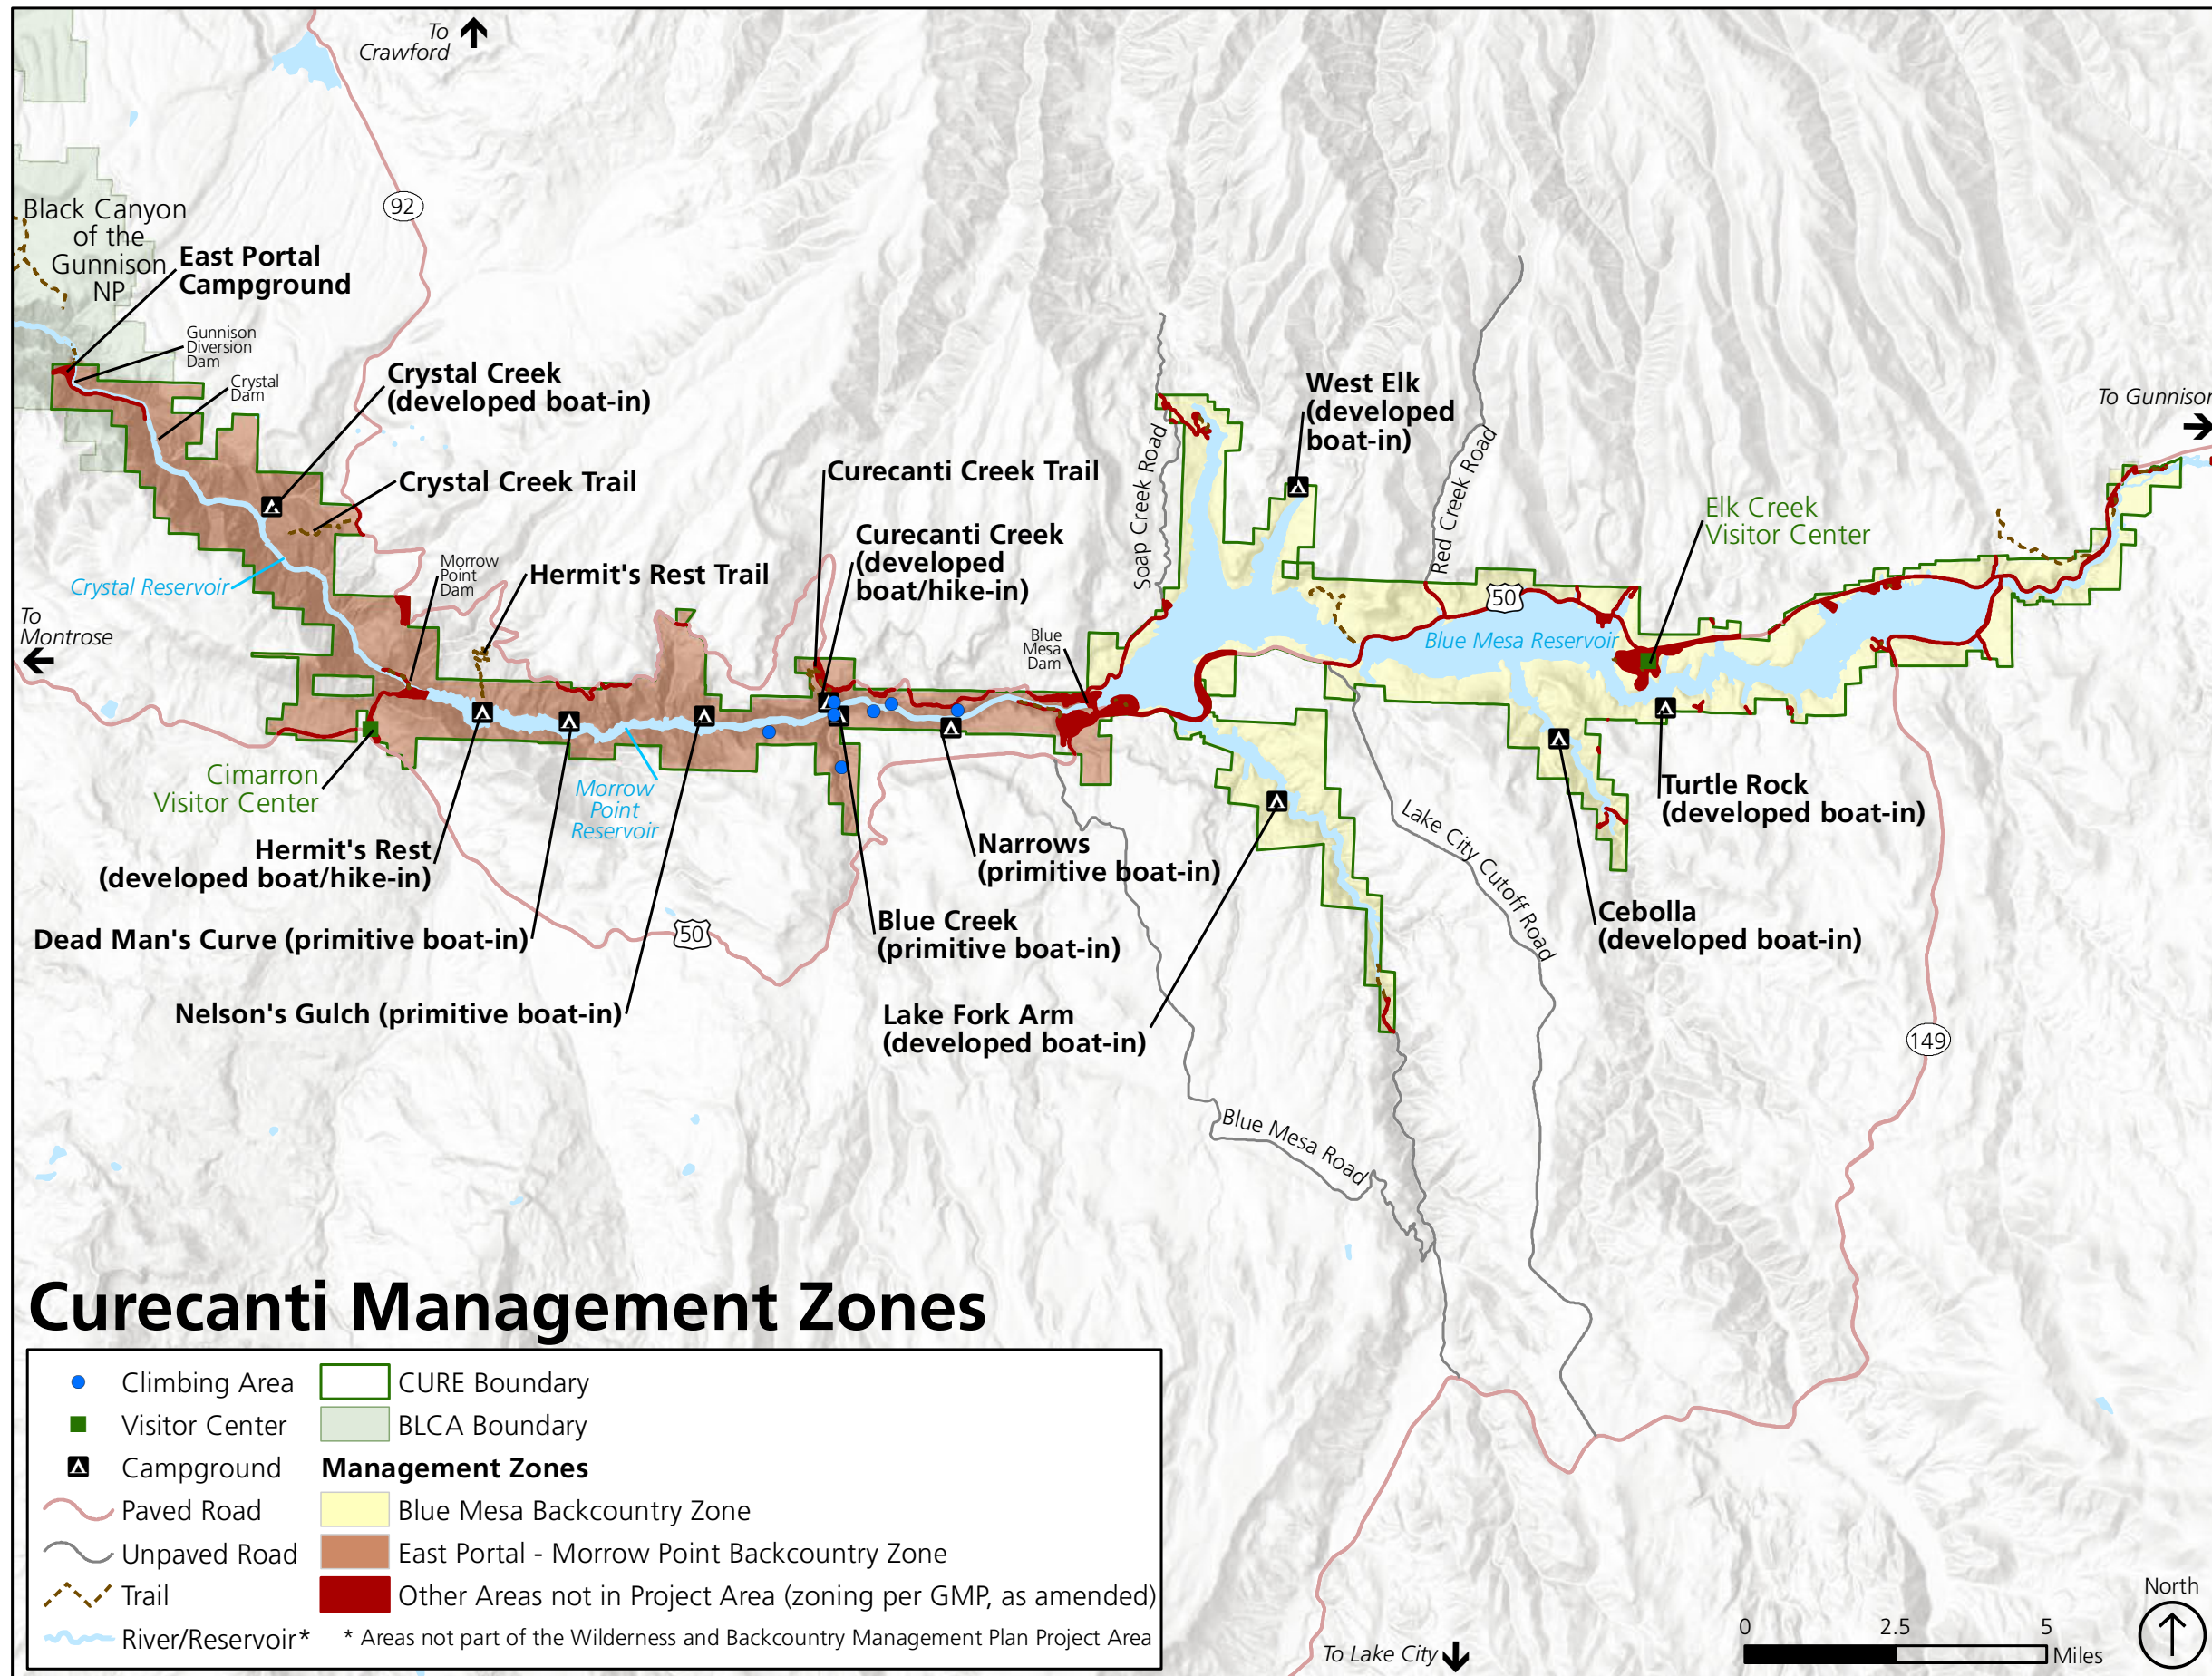 To
Crawford
92
Black Canyon
of the
Gunnison
NP
East Portal
Campground
Gunnison
Diversion
Dam
Crystal
Dam
Crystal Creek
(developed boat-in)
Crystal Creek Trail
Crystal Reservoir
To
Montrose
Morrow
Point
Dam
Hermit's Rest Trail
Curecanti Creek Trail
Curecanti Creek
(developed
boat/hike-in)
Blue
Mesa
Dam
Soap Creek Road
West Elk
(developed
boat-in)
Red Creek Road
50
Blue Mesa Reservoir
Elk Creek
Visitor Center
To Gunnison
Cimarron
Visitor Center
Hermit's Rest
(developed boat/hike-in)
Dead Man's Curve (primitive boat-in)
Nelson's Gulch (primitive boat-in)
Morrow
Point
Reservoir
50
Narrows
(primitive boat-in)
Blue Creek
(primitive boat-in)
Lake Fork Arm
(developed boat-in)
Lake City Cutoff Road
Turtle Rock
(developed boat-in)
Cebolla
(developed boat-in)
149
Blue Mesa Road
Curecanti Management Zones
Climbing Area
Visitor Center
Campground
Paved Road
Unpaved Road
Trail
River/Reservoir*
CURE Boundary
BLCA Boundary
Management Zones
Blue Mesa Backcountry Zone
East Portal - Morrow Point Backcountry Zone
Other Areas not in Project Area (zoning per GMP, as amended)
* Areas not part of the Wilderness and Backcountry Management Plan Project Area
To Lake City
0 2.5 5
Miles
North